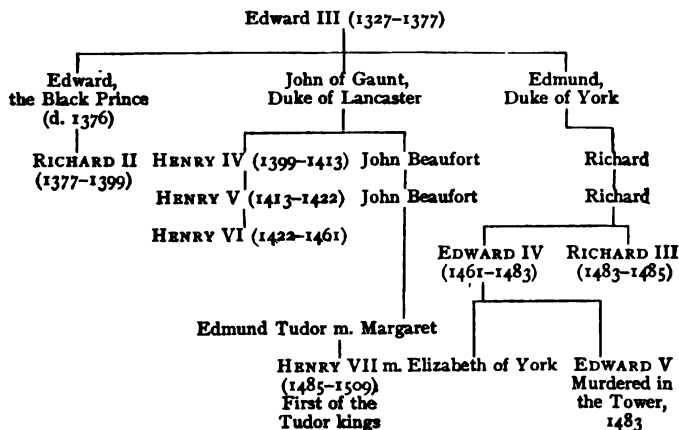 Edward III (1327–1377)
Edward, the Black Prince (d. 1376)
John of Gaunt, Duke of Lancaster
Edmund, Duke of York
RICHARD II (1377–1399)
HENRY IV (1399–1413)
John Beaufort
Richard
HENRY V (1413–1422)
John Beaufort
Richard
HENRY VI (1422–1461)
EDWARD IV (1461–1483)
RICHARD III (1483–1485)
Edmund Tudor m. Margaret
HENRY VII m. Elizabeth of York
(1485–1509)
First of the
Tudor kings
EDWARD V
Murdered in
the Tower,
1483